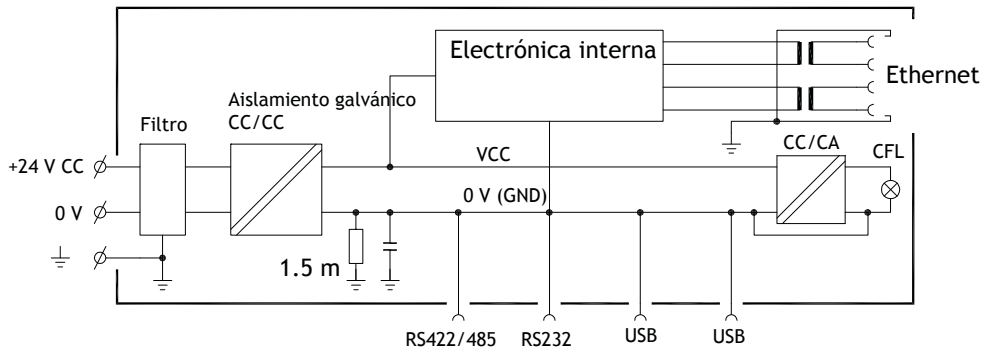 Electrónica interna
Ethernet
Aislamiento galvánico
CC/CC
Filtro
CC/CA
CFL
+24 V CC
VCC
0 V
0 V (GND)
1.5 m
RS422/485
RS232
USB
USB